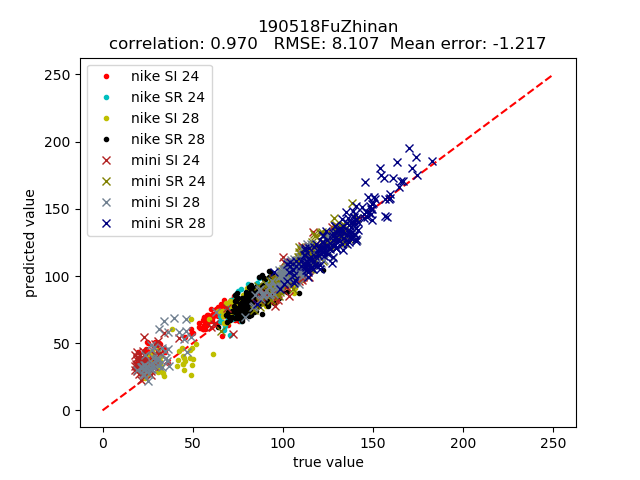 190518FuZhinan
correlation: 0.970   RMSE: 8.107  Mean error: -1.217
250
200
150
100
50
0
predicted value
nike SI 24
nike SR 24
nike SI 28
nike SR 28
mini SI 24
mini SR 24
mini SI 28
mini SR 28
0 50 100 150 200 250
true value